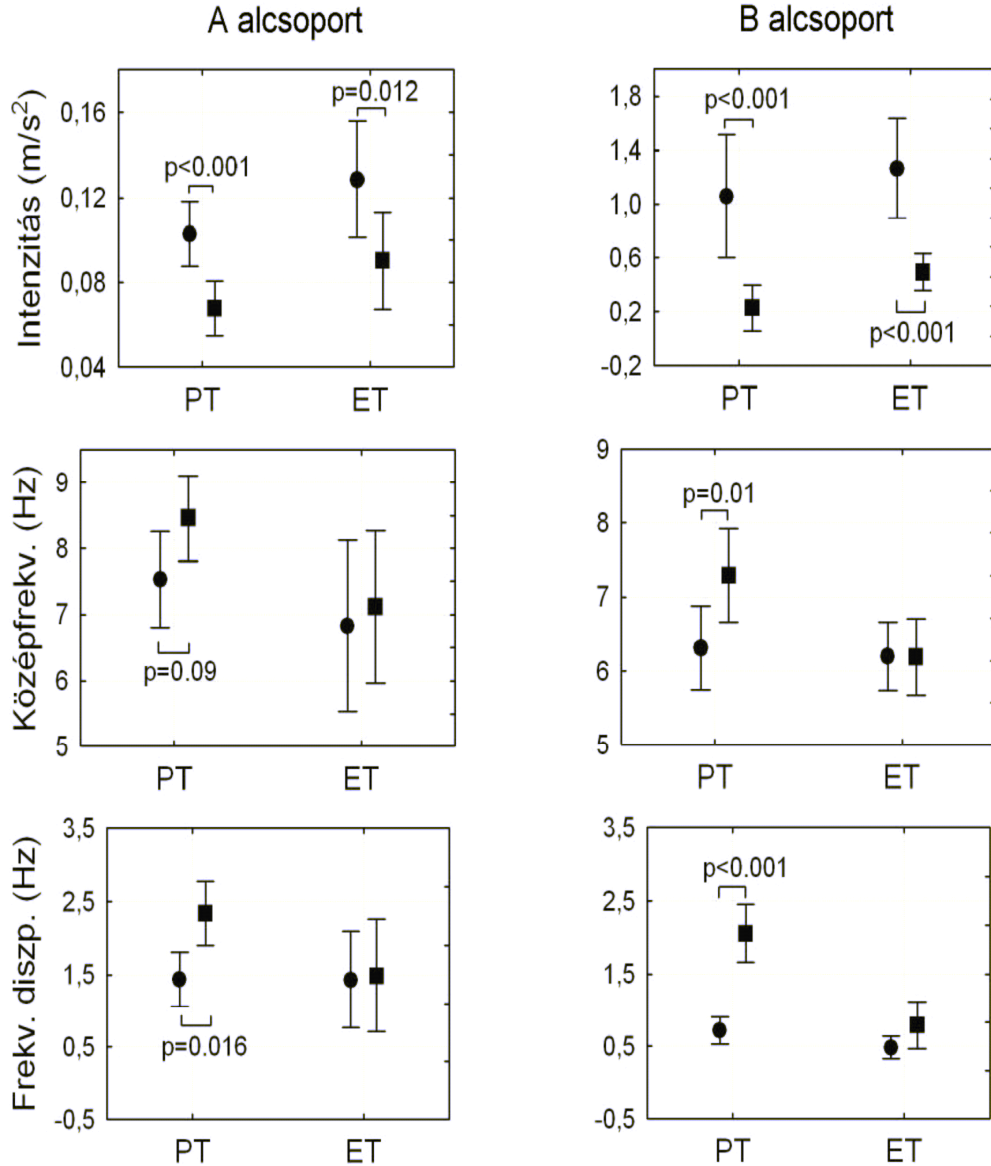 A alcsoport
B alcsoport
Intenzitás (m/s²)
0,16
0,12
0,08
0,04
p<0.001
p=0.012
PT
ET
1,8
1,4
1,0
0,6
0,2
-0,2
p<0.001
p<0.001
PT
ET
Középfrekv. (Hz)
9
8
7
6
5
p=0.09
PT
ET
9
8
7
6
5
p=0.01
PT
ET
Frekv. diszp. (Hz)
3,5
2,5
1,5
0,5
-0,5
p=0.016
PT
ET
3,5
2,5
1,5
0,5
-0,5
p<0.001
PT
ET